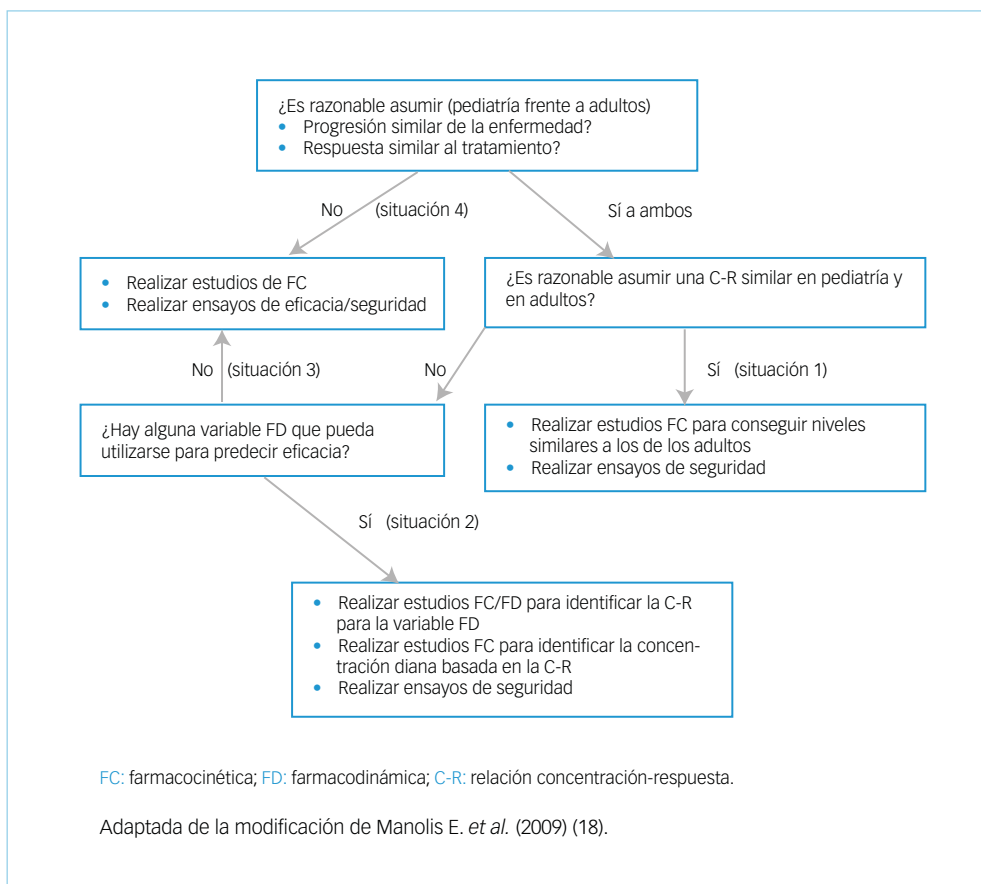 ¿Es razonable asumir (pediatría frente a adultos)
• Progresión similar de la enfermedad?
• Respuesta similar al tratamiento?
No (situación 4)
Sí a ambos
• Realizar estudios de FC
• Realizar ensayos de eficacia/seguridad
¿Es razonable asumir una C-R similar en pediatría y
en adultos?
No (situación 3)
No
Sí (situación 1)
¿Hay alguna variable FD que pueda
utilizarse para predecir eficacia?
• Realizar estudios FC para conseguir niveles
similares a los de los adultos
• Realizar ensayos de seguridad
Sí (situación 2)
• Realizar estudios FC/FD para identificar la C-R
para la variable FD
• Realizar estudios FC para identificar la concen-
tración diana basada en la C-R
• Realizar ensayos de seguridad
FC: farmacocinética; FD: farmacodinámica; C-R: relación concentración-respuesta.
Adaptada de la modificación de Manolis E. et al. (2009) (18).